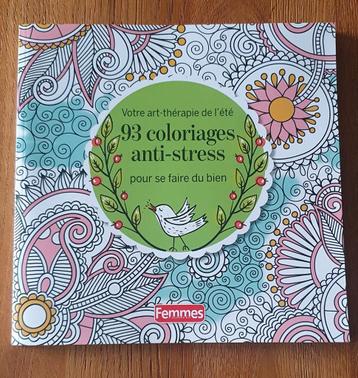 Votre art-thérapie de l'été
93 coloriages
anti-stress
pour se faire du bien
Femmes